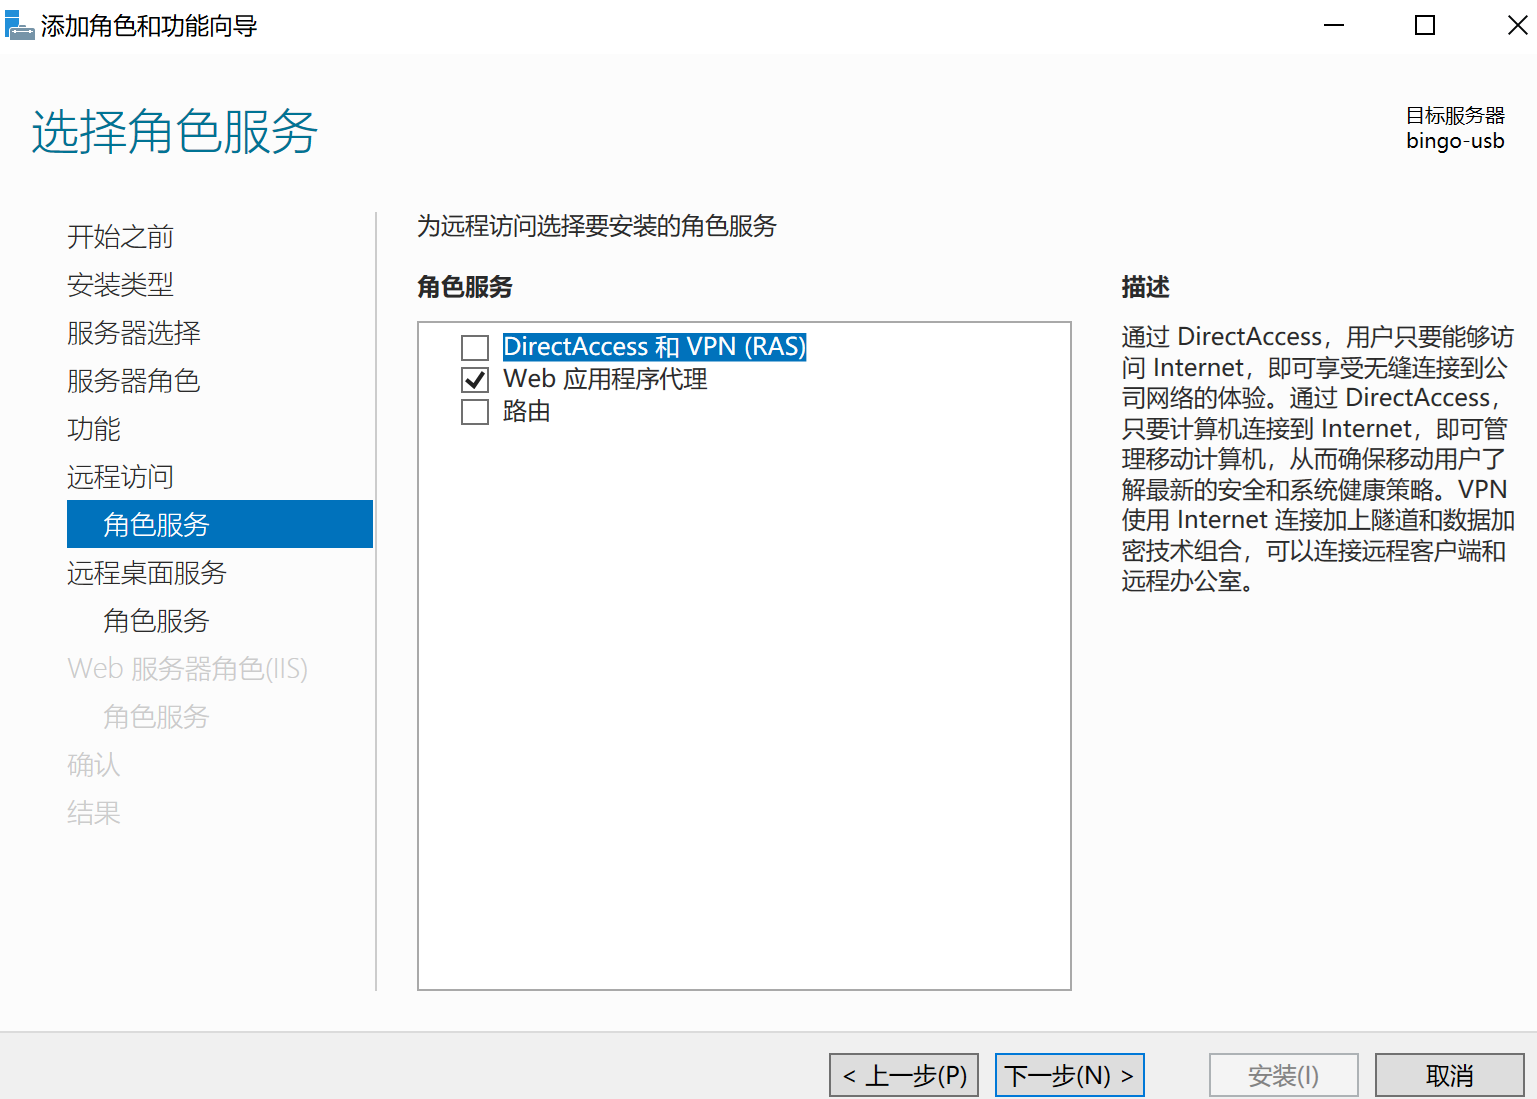 添加角色和功能向导
选择角色服务
目标服务器
bingo-usb
开始之前
安装类型
服务器选择
服务器角色
功能
远程访问
角色服务
远程桌面服务
角色服务
Web 服务器角色(IIS)
角色服务
确认
结果
为远程访问选择要安装的角色服务
角色服务
DirectAccess 和 VPN (RAS)
Web 应用程序代理
路由
描述
通过 DirectAccess，用户只要能够访
问 Internet，即可享受无缝连接到公
司网络的体验。通过 DirectAccess，
只要计算机连接到 Internet，即可管
理移动计算机，从而确保移动用户了
解最新的安全和系统健康策略。VPN
使用 Internet 连接加上隧道和数据加
密技术组合，可以连接远程客户端和
远程办公室。
< 上一步(P)
下一步(N) >
安装(I)
取消